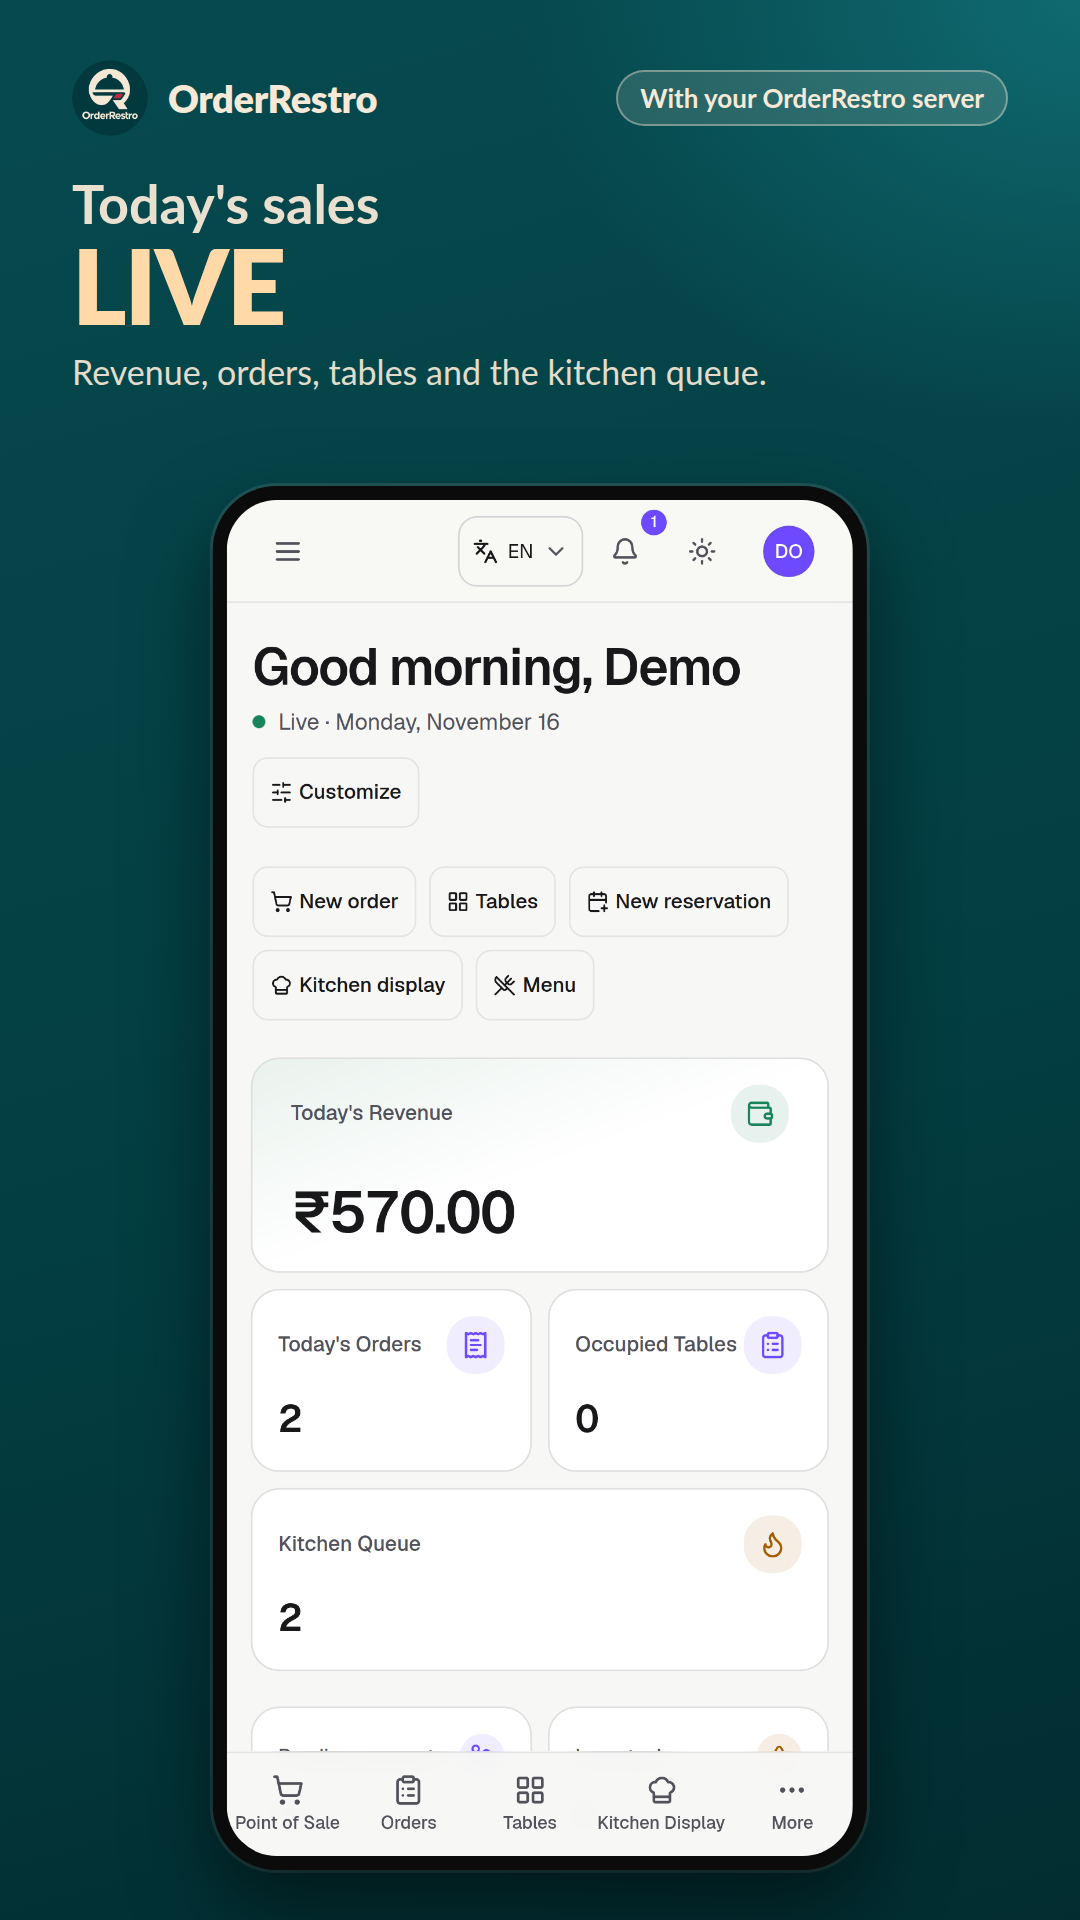 OrderRestro
OrderRestro
With your OrderRestro server
Today's sales
LIVE
Revenue, orders, tables and the kitchen queue.
EN
1
DO
Good morning, Demo
Live · Monday, November 16
Customize
New order
Tables
New reservation
Kitchen display
Menu
Today's Revenue
₹570.00
Today's Orders
Occupied Tables
2
0
Kitchen Queue
2
Point of Sale
Orders
Tables
Kitchen Display
More